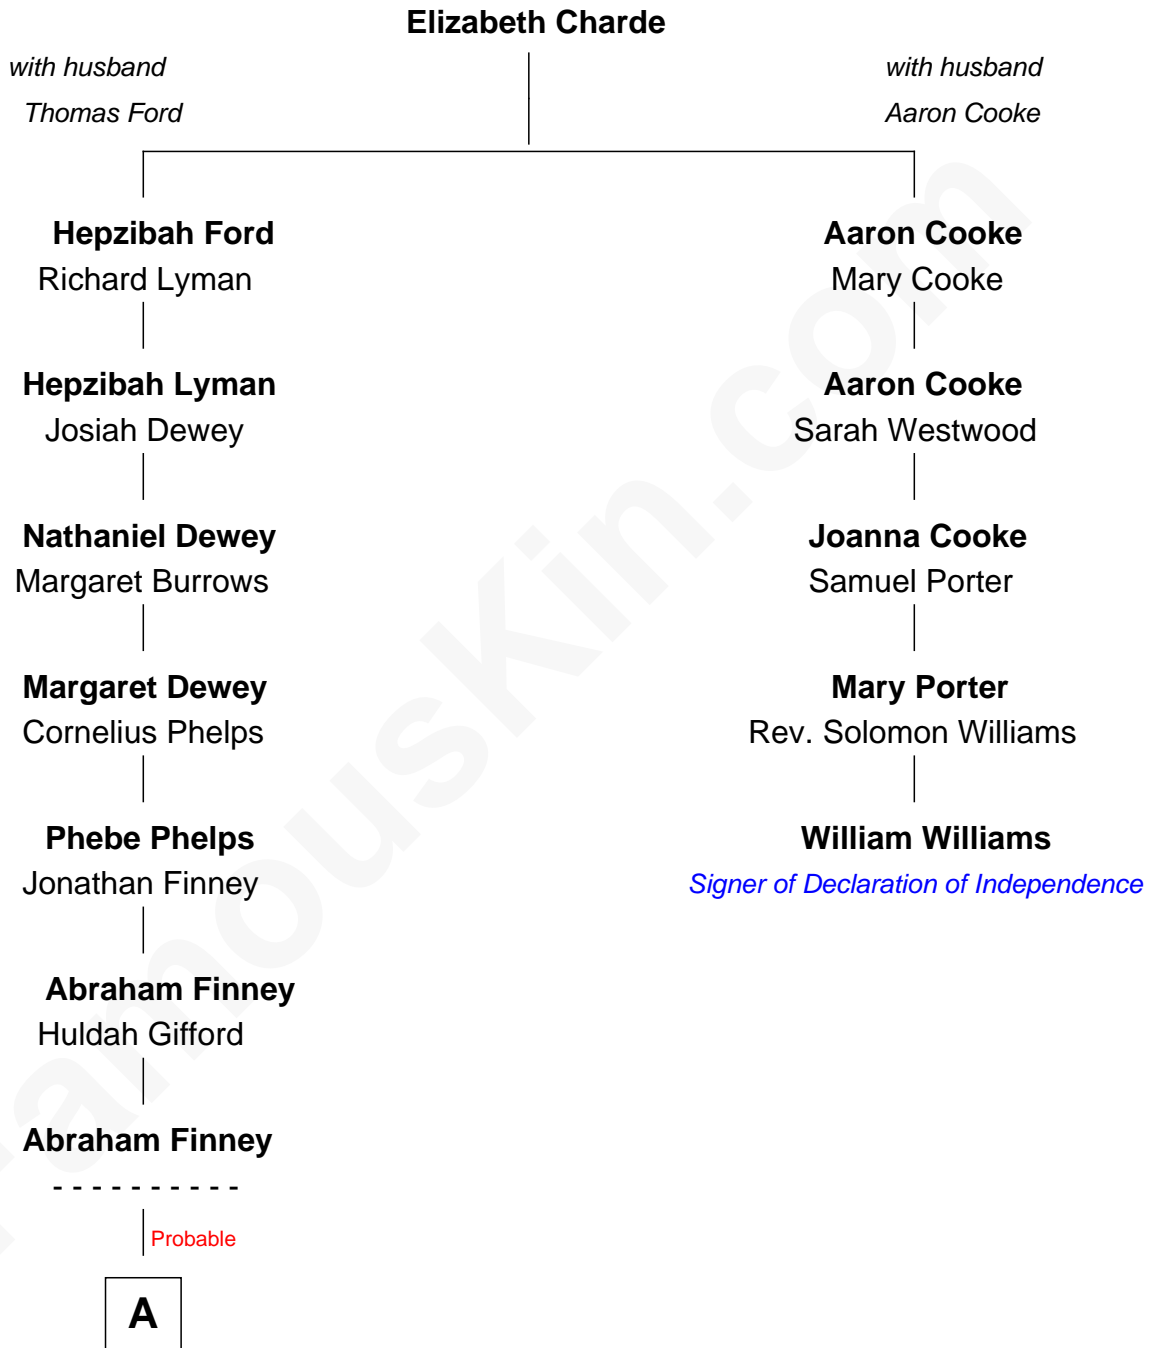 Elizabeth Charde
with husband
Thomas Ford
with husband
Aaron Cooke
Hepzibah Ford
Richard Lyman
Aaron Cooke
Mary Cooke
Hepzibah Lyman
Josiah Dewey
Aaron Cooke
Sarah Westwood
Nathaniel Dewey
Margaret Burrows
Joanna Cooke
Samuel Porter
Margaret Dewey
Cornelius Phelps
Mary Porter
Rev. Solomon Williams
Phebe Phelps
Jonathan Finney
William Williams
Signer of Declaration of Independence
Abraham Finney
Huldah Gifford
Abraham Finney
- - - - - - - - - -
Probable
A
FamousKin.com